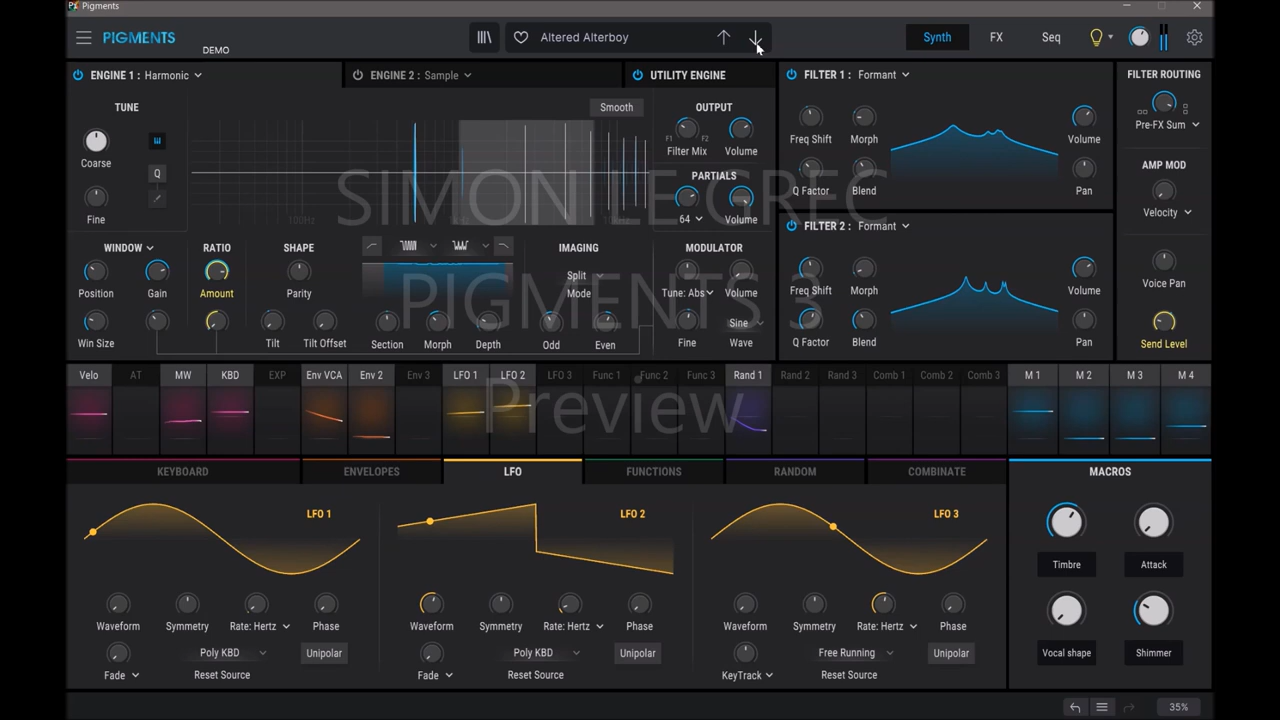 Pigments
PIGMENTS
DEMO
Altered Alterboy
Synth
FX
Seq
ENGINE 1: Harmonic
ENGINE 2: Sample
UTILITY ENGINE
FILTER 1: Formant
FILTER ROUTING
TUNE
Smooth
OUTPUT
Coarse
Fine
Q
100Hz
1kHz
10kHz
F1
F2
Filter Mix
Volume
PARTIALS
64
Volume
Freq Shift
Morph
Volume
Q Factor
Blend
Pan
Pre-FX Sum
AMP MOD
Velocity
SIMON LE GREC
WINDOW
RATIO
SHAPE
IMAGING
MODULATOR
FILTER 2: Formant
Position
Gain
Amount
Parity
Split
Mode
Tune: Abs
Volume
Freq Shift
Morph
Volume
Voice Pan
PIGMENTS 3
Win Size
Tilt
Tilt Offset
Section
Morph
Depth
Odd
Even
Fine
Sine
Wave
Q Factor
Blend
Pan
Send Level
Velo
AT
MW
KBD
EXP
Env VCA
Env 2
Env 3
LFO 1
LFO 2
LFO 3
Func 1
Func 2
Func 3
Rand 1
Rand 2
Rand 3
Comb 1
Comb 2
Comb 3
M 1
M 2
M 3
M 4
Preview
KEYBOARD
ENVELOPES
LFO
FUNCTIONS
RANDOM
COMBINATE
MACROS
LFO 1
LFO 2
LFO 3
Timbre
Attack
Waveform
Symmetry
Rate: Hertz
Phase
Waveform
Symmetry
Rate: Hertz
Phase
Waveform
Symmetry
Rate: Hertz
Phase
Poly KBD
Unipolar
Poly KBD
Unipolar
Free Running
Unipolar
Vocal shape
Shimmer
Fade
Reset Source
Fade
Reset Source
KeyTrack
Reset Source
35%